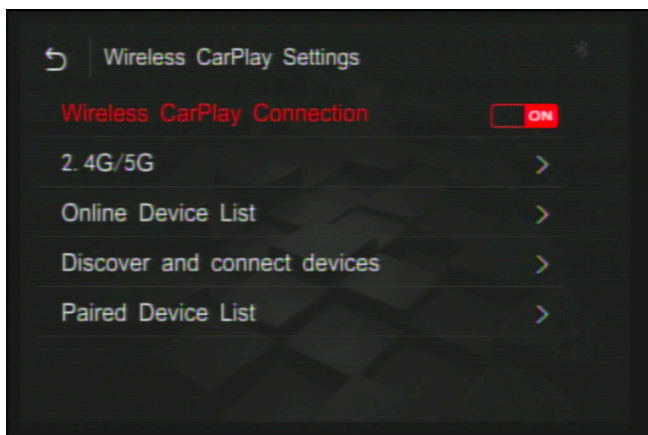 Wireless CarPlay Settings
Wireless CarPlay Connection ON
2.4G/5G
Online Device List
Discover and connect devices
Paired Device List